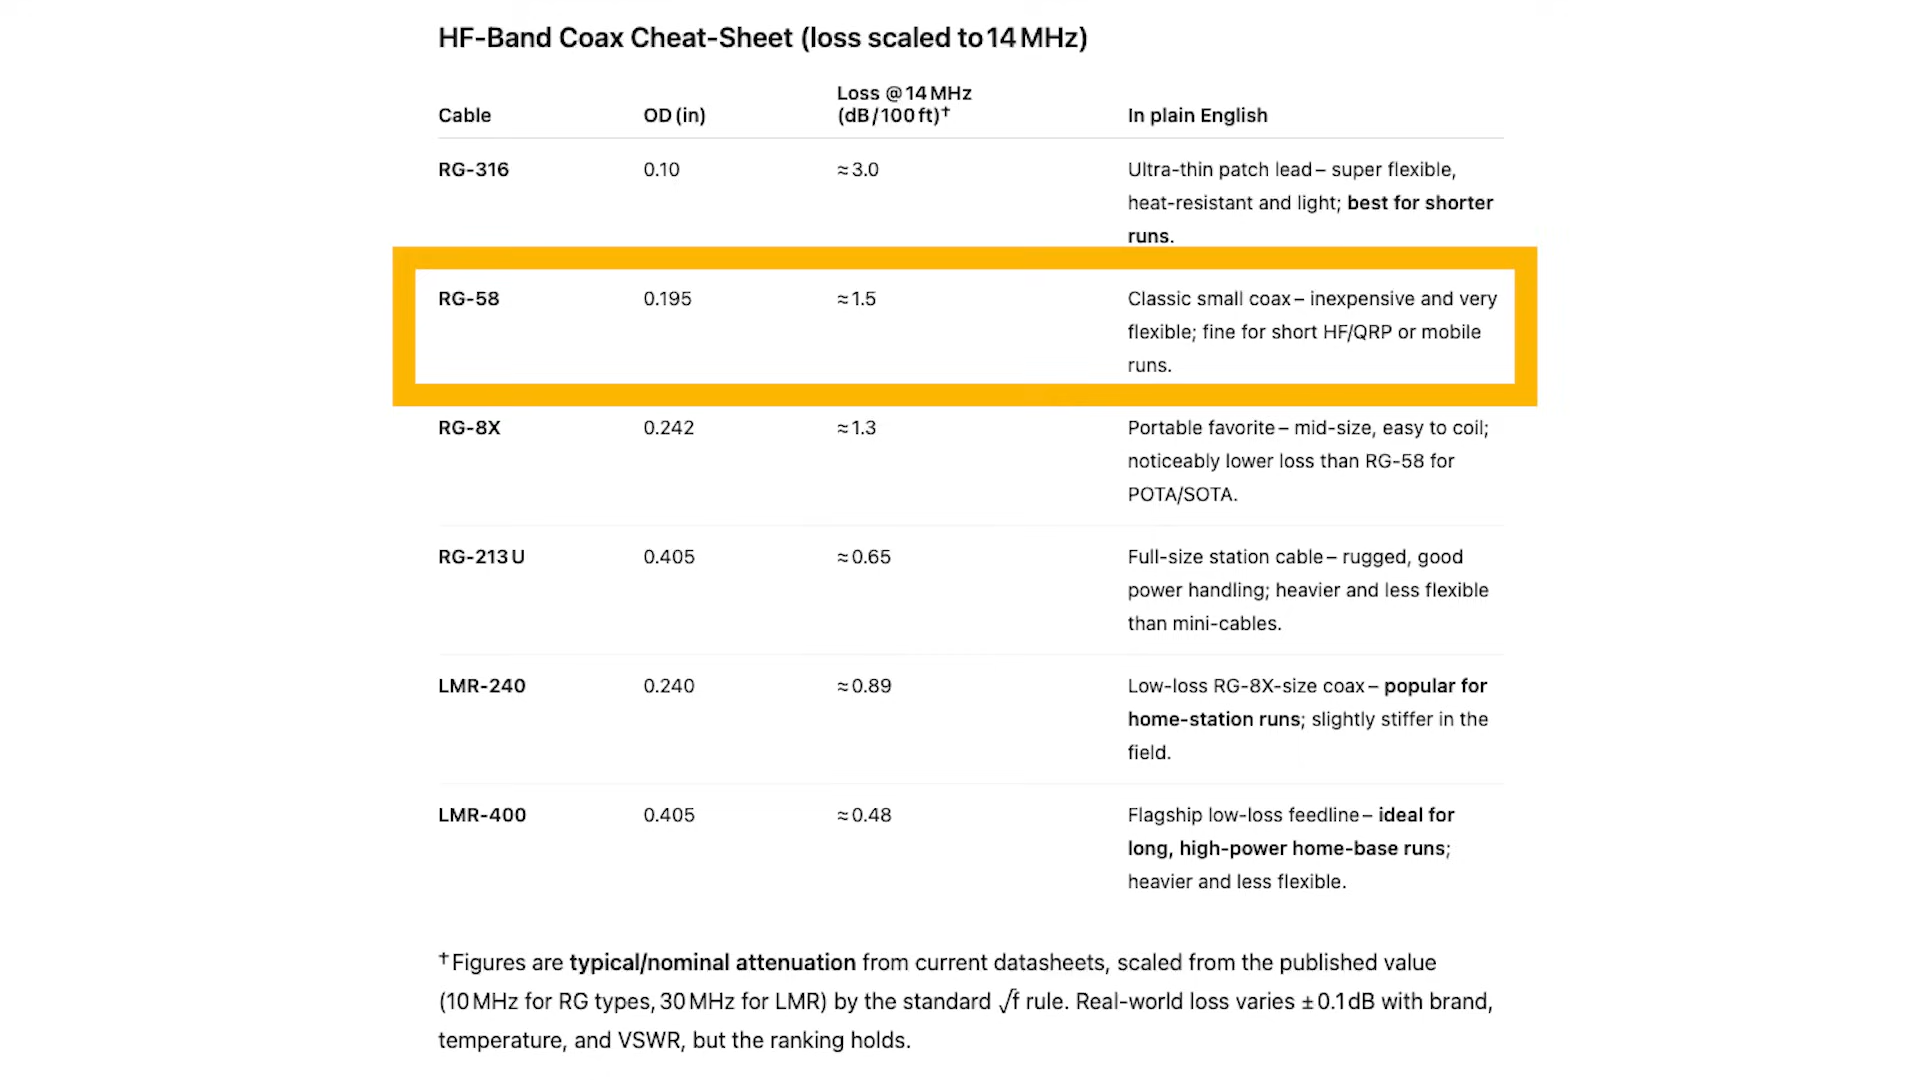 HF-Band Coax Cheat-Sheet (loss scaled to 14 MHz)
Cable OD (in) Loss @ 14 MHz (dB / 100 ft)† In plain English
RG-316 0.10 ≈ 3.0 Ultra-thin patch lead – super flexible,
heat-resistant and light; best for shorter
runs.
RG-58 0.195 ≈ 1.5 Classic small coax – inexpensive and very
flexible; fine for short HF/QRP or mobile
runs.
RG-8X 0.242 ≈ 1.3 Portable favorite – mid-size, easy to coil;
noticeably lower loss than RG-58 for
POTA/SOTA.
RG-213 U 0.405 ≈ 0.65 Full-size station cable – rugged, good
power handling; heavier and less flexible
than mini-cables.
LMR-240 0.240 ≈ 0.89 Low-loss RG-8X-size coax – popular for
home-station runs; slightly stiffer in the
field.
LMR-400 0.405 ≈ 0.48 Flagship low-loss feedline – ideal for
long, high-power home-base runs;
heavier and less flexible.
† Figures are typical/nominal attenuation from current datasheets, scaled from the published value
(10 MHz for RG types, 30 MHz for LMR) by the standard √f rule. Real-world loss varies ± 0.1 dB with brand,
temperature, and VSWR, but the ranking holds.